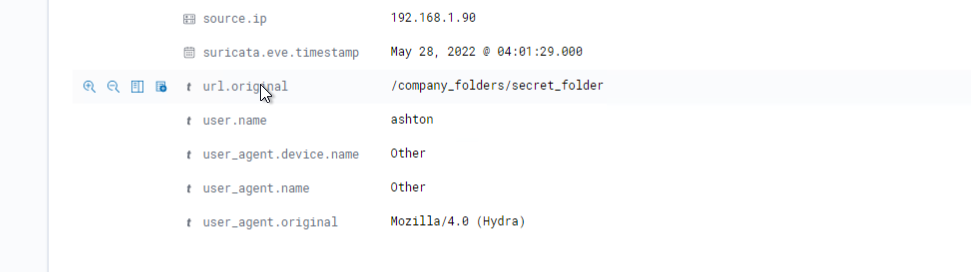 source.ip 192.168.1.90
suricata.eve.timestamp May 28, 2022 @ 04:01:29.000
t url.original /company_folders/secret_folder
t user.name ashton
t user_agent.device.name Other
t user_agent.name Other
t user_agent.original Mozilla/4.0 (Hydra)